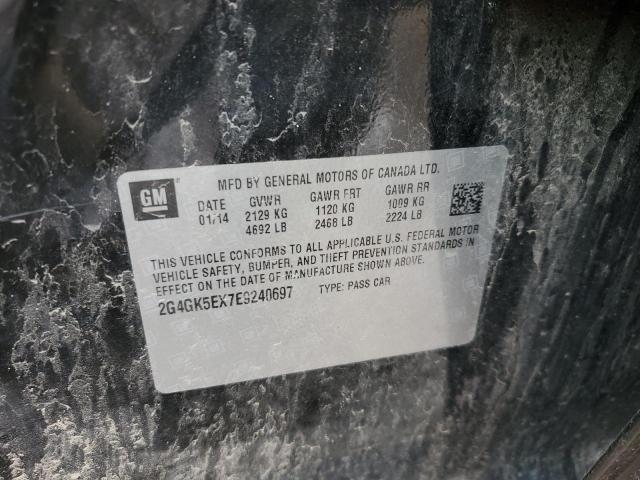 GM
MFD BY GENERAL MOTORS OF CANADA LTD.
DATE GVWR GAWR FRT GAWR RR
01/14 2129 KG 1120 KG 1009 KG
4692 LB 2468 LB 2224 LB
THIS VEHICLE CONFORMS TO ALL APPLICABLE U.S. FEDERAL MOTOR
VEHICLE SAFETY, BUMPER, AND THEFT PREVENTION STANDARDS IN
EFFECT ON THE DATE OF MANUFACTURE SHOWN ABOVE.
2G4GK5EX7E9240697 TYPE: PASS CAR